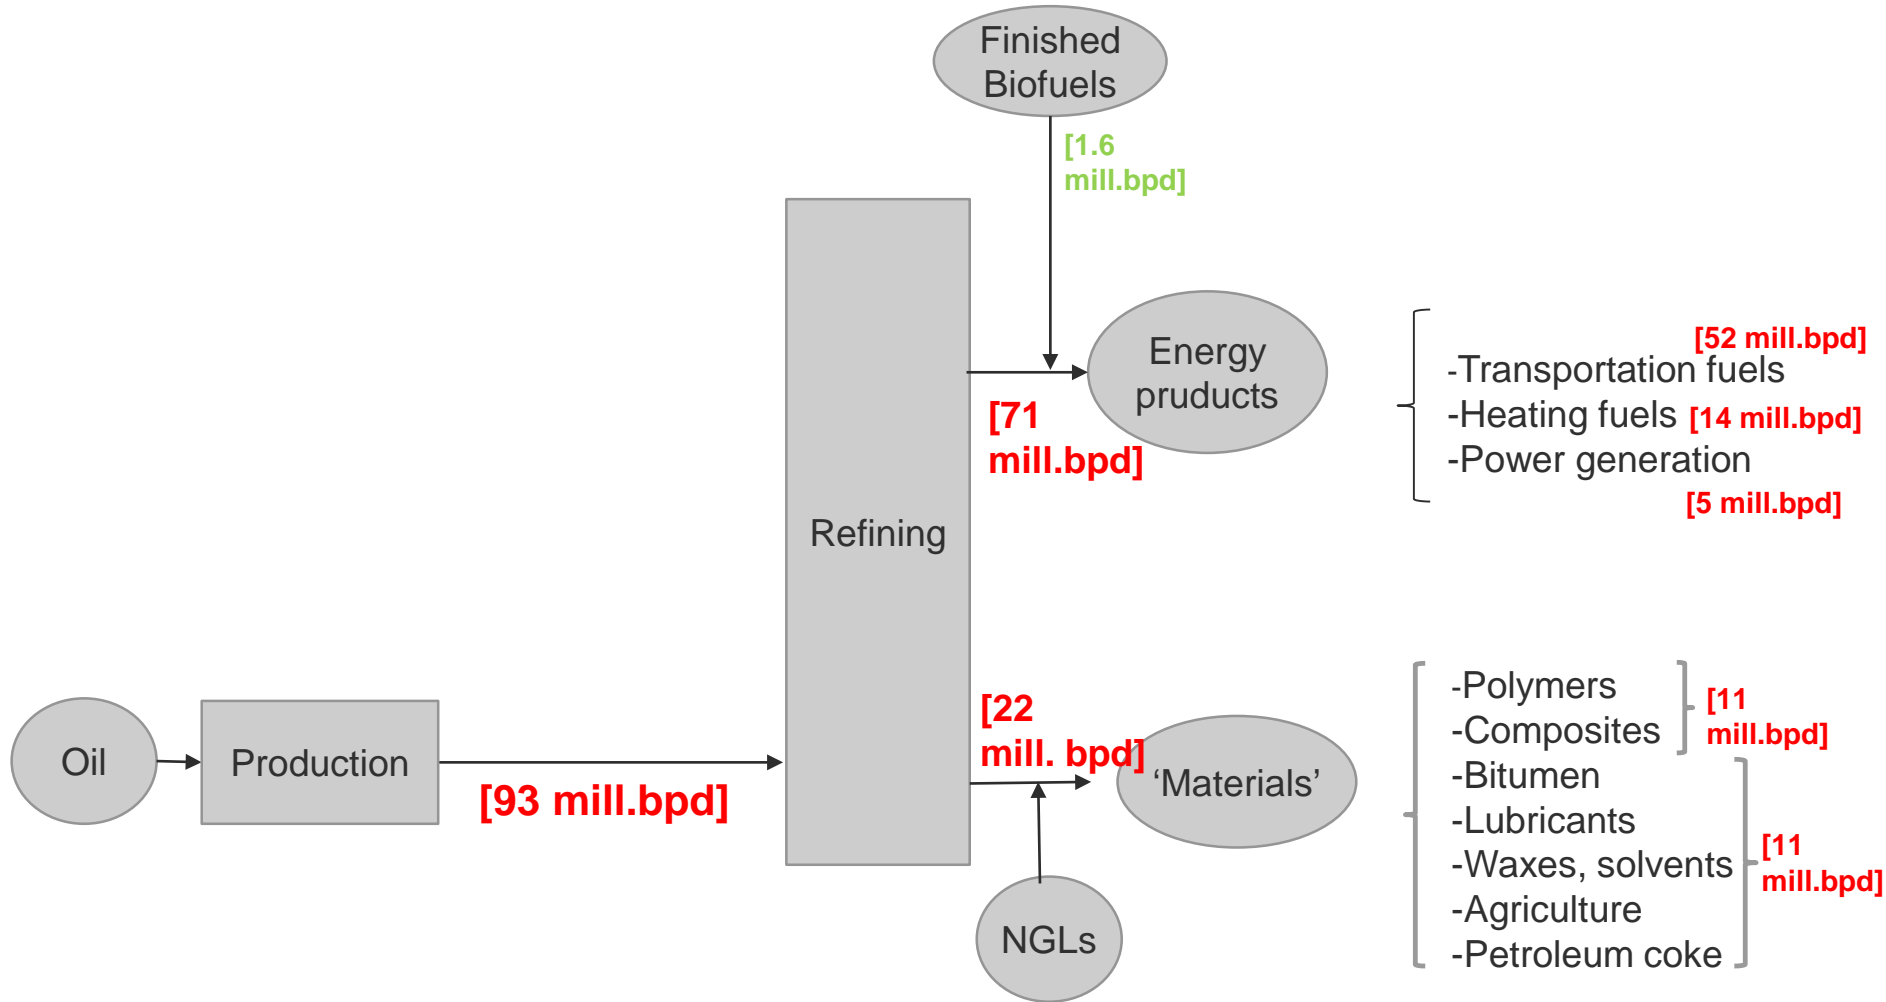 Finished
Biofuels
[1.6
mill.bpd]
Refining
Energy
pruducts
[71
mill.bpd]
[52 mill.bpd]
-Transportation fuels
-Heating fuels [14 mill.bpd]
-Power generation
[5 mill.bpd]
Oil
Production
[93 mill.bpd]
[22
mill. bpd]
‘Materials’
NGLs
-Polymers
-Composites
[11
mill.bpd]
-Bitumen
-Lubricants
-Waxes, solvents
-Agriculture
-Petroleum coke
[11
mill.bpd]